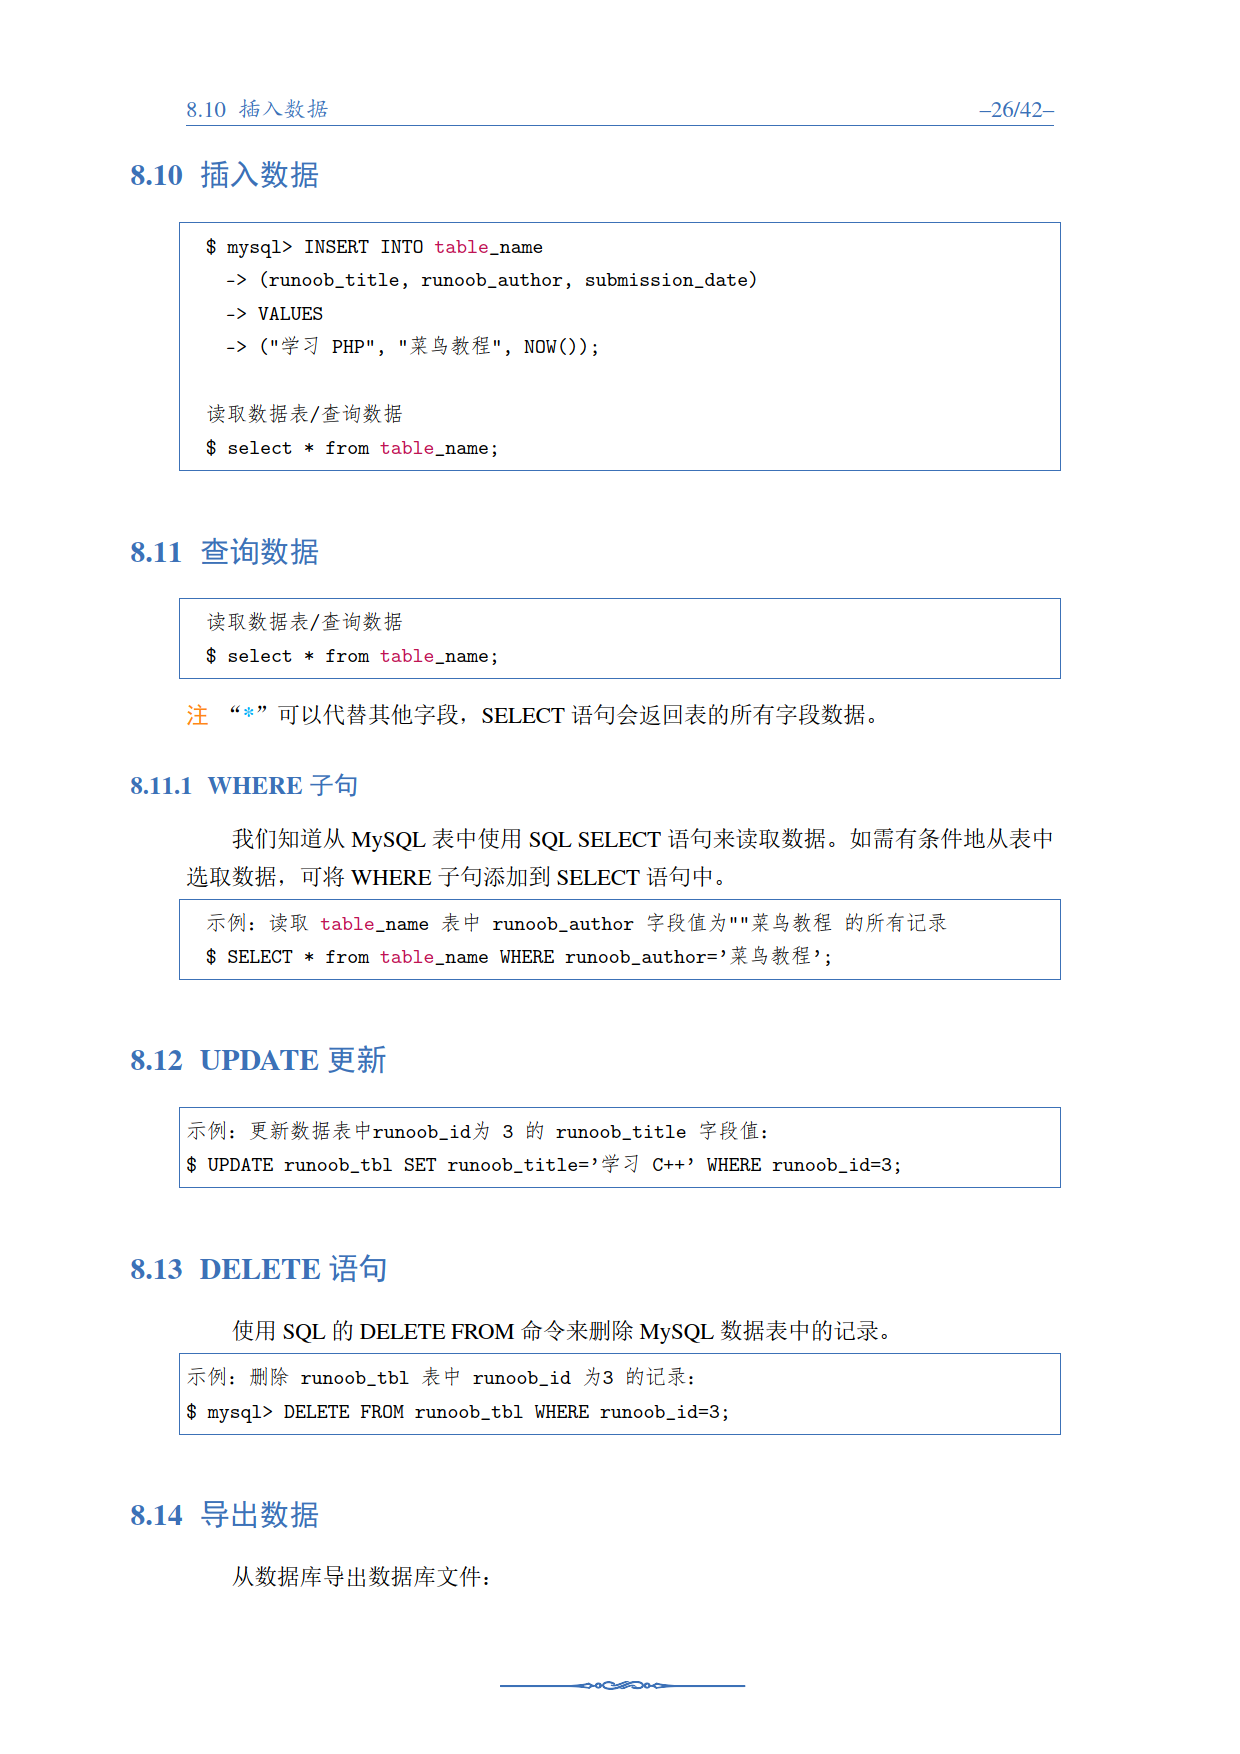 8.10 插入数据 –26/42–
8.10 插入数据
$ mysql> INSERT INTO table_name
-> (runoob_title, runoob_author, submission_date)
-> VALUES
-> ("学习 PHP", "菜鸟教程", NOW());
读取数据表/查询数据
$ select * from table_name;
8.11 查询数据
读取数据表/查询数据
$ select * from table_name;
注 “*”可以代替其他字段，SELECT 语句会返回表的所有字段数据。
8.11.1 WHERE 子句
我们知道从 MySQL 表中使用 SQL SELECT 语句来读取数据。如需有条件地从表中
选取数据，可将 WHERE 子句添加到 SELECT 语句中。
示例：读取 table_name 表中 runoob_author 字段值为""菜鸟教程 的所有记录
$ SELECT * from table_name WHERE runoob_author=’菜鸟教程’;
8.12 UPDATE 更新
示例：更新数据表中runoob_id为 3 的 runoob_title 字段值：
$ UPDATE runoob_tbl SET runoob_title=’学习 C++’ WHERE runoob_id=3;
8.13 DELETE 语句
使用 SQL 的 DELETE FROM 命令来删除 MySQL 数据表中的记录。
示例：删除 runoob_tbl 表中 runoob_id 为3 的记录：
$ mysql> DELETE FROM runoob_tbl WHERE runoob_id=3;
8.14 导出数据
从数据库导出数据库文件：